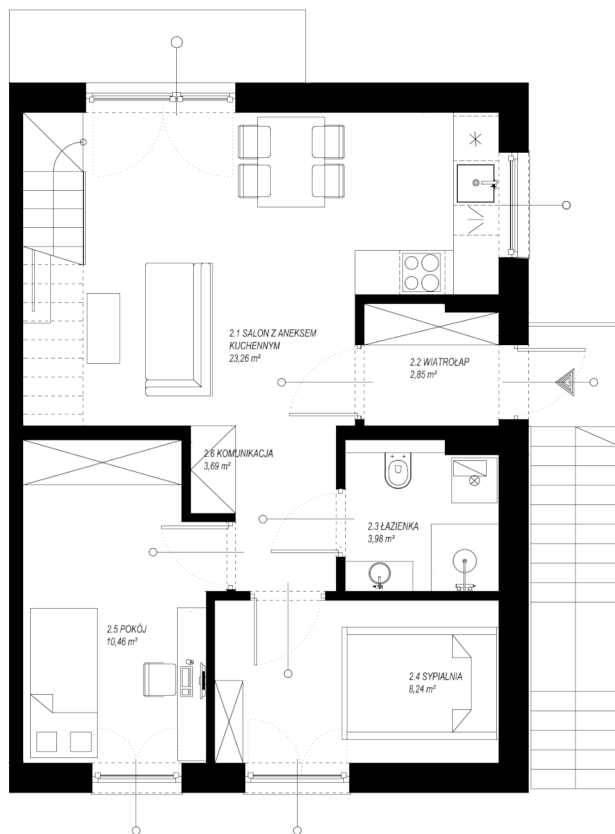 2.1 SALON Z ANEKSEM
KUCHENNYM
23,26 m²
2.2 WIATROŁAP
2,85 m²
2.6 KOMUNIKACJA
3,69 m²
2.3 ŁAZIENKA
3,98 m²
2.5 POKÓJ
10,46 m²
2.4 SYPIALNIA
8,24 m²